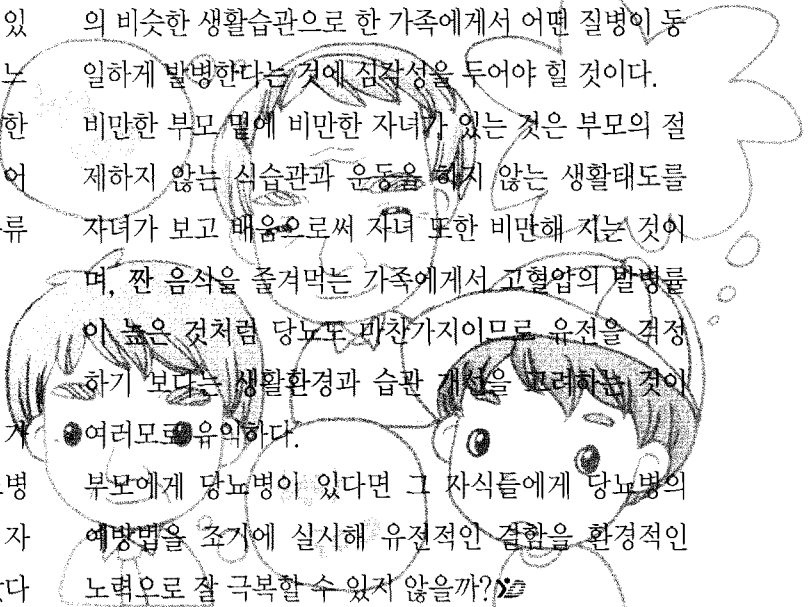 있
느
한
어
류
가
병
자
다
의 비슷한 생활습관으로 한 가족에게서 어떤 질병이 동
일하게 발병한다는 것에 심각성을 두어야 할 것이다.
비만한 부모 밑에 비만한 자녀가 있는 것은 부모의 절
제하지 않는 식습관과 운동을 하지 않는 생활태도를
자녀가 보고 배움으로써 자녀 또한 비만해 지는 것이
며, 짠 음식을 즐겨먹는 가족에게서 고혈압의 발병률
이 높은 것처럼 당뇨도 마찬가지이므로 유전을 걱정
하기 보다는 생활환경과 습관 개선을 고려하는 것이
여러모로 유익하다.
부모에게 당뇨병이 있다면 그 자식들에게 당뇨병의
예방법을 조기에 실시해 유전적인 결함을 환경적인
노력으로 잘 극복할 수 있지 않을까?